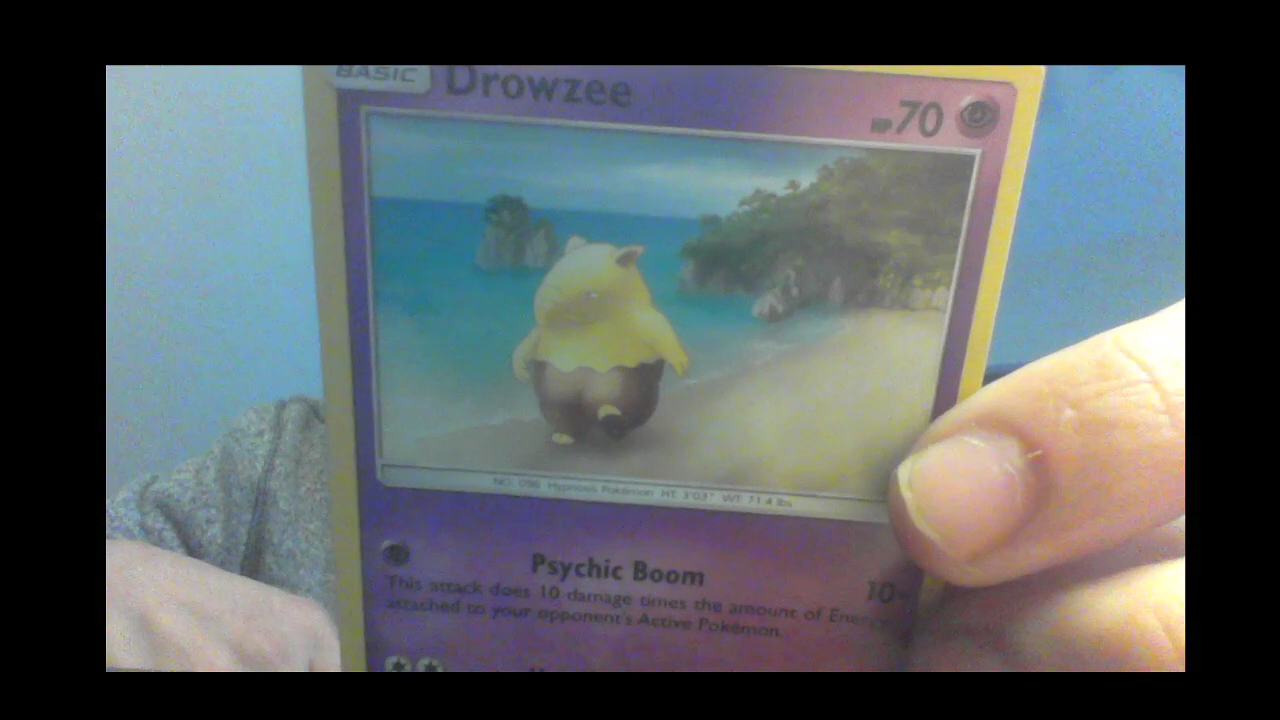 BASIC Drowzee
HP 70
NO. 096 Hypnosis Pokémon HT: 3'03" WT: 71.4 lbs
Psychic Boom 10
This attack does 10 damage times the amount of Energy
attached to your opponent's Active Pokémon.